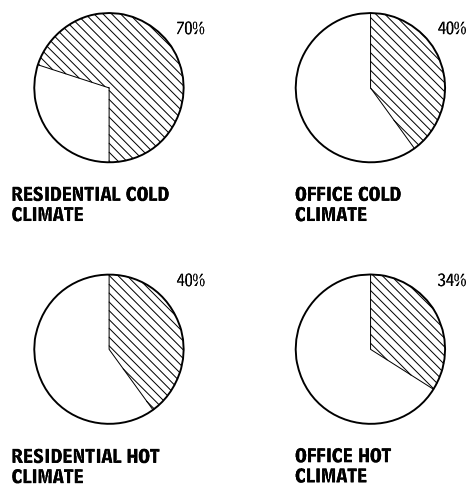 70%
40%
RESIDENTIAL COLD
CLIMATE
OFFICE COLD
CLIMATE
40%
34%
RESIDENTIAL HOT
CLIMATE
OFFICE HOT
CLIMATE